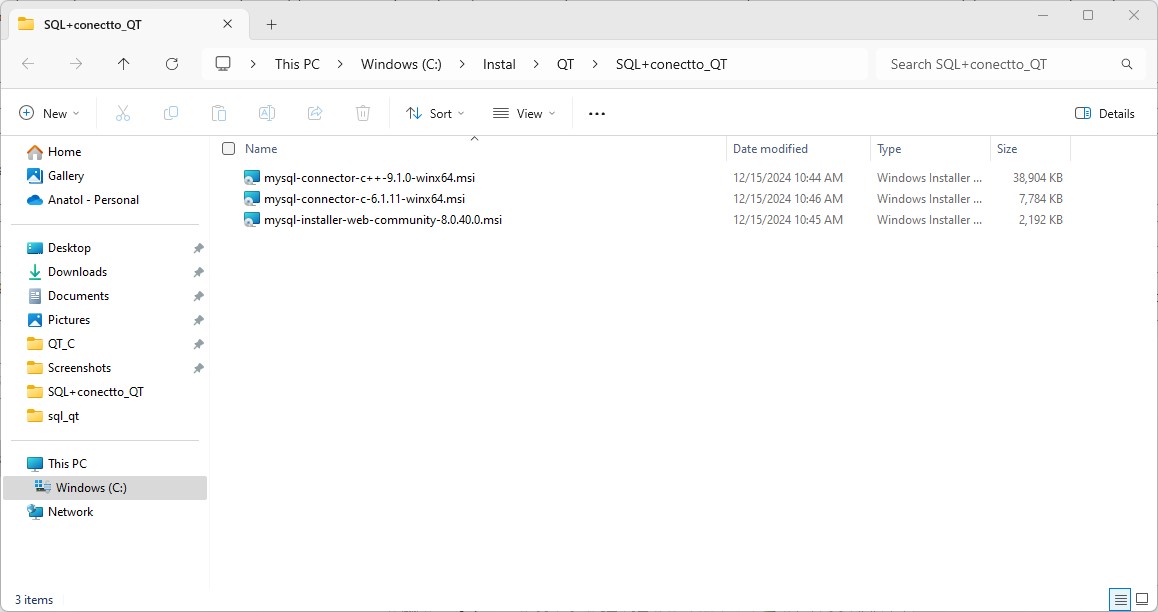 SQL+conectto_QT
This PC Windows (C:) Instal QT SQL+conectto_QT Search SQL+conectto_QT
New Sort View Details
Home
Gallery
Anatol - Personal
Desktop
Downloads
Documents
Pictures
QT_C
Screenshots
SQL+conectto_QT
sql_qt
This PC
Windows (C:)
Network
Name Date modified Type Size
mysql-connector-c++-9.1.0-winx64.msi 12/15/2024 10:44 AM Windows Installer ... 38,904 KB
mysql-connector-c-6.1.11-winx64.msi 12/15/2024 10:46 AM Windows Installer ... 7,784 KB
mysql-installer-web-community-8.0.40.0.msi 12/15/2024 10:45 AM Windows Installer ... 2,192 KB
3 items